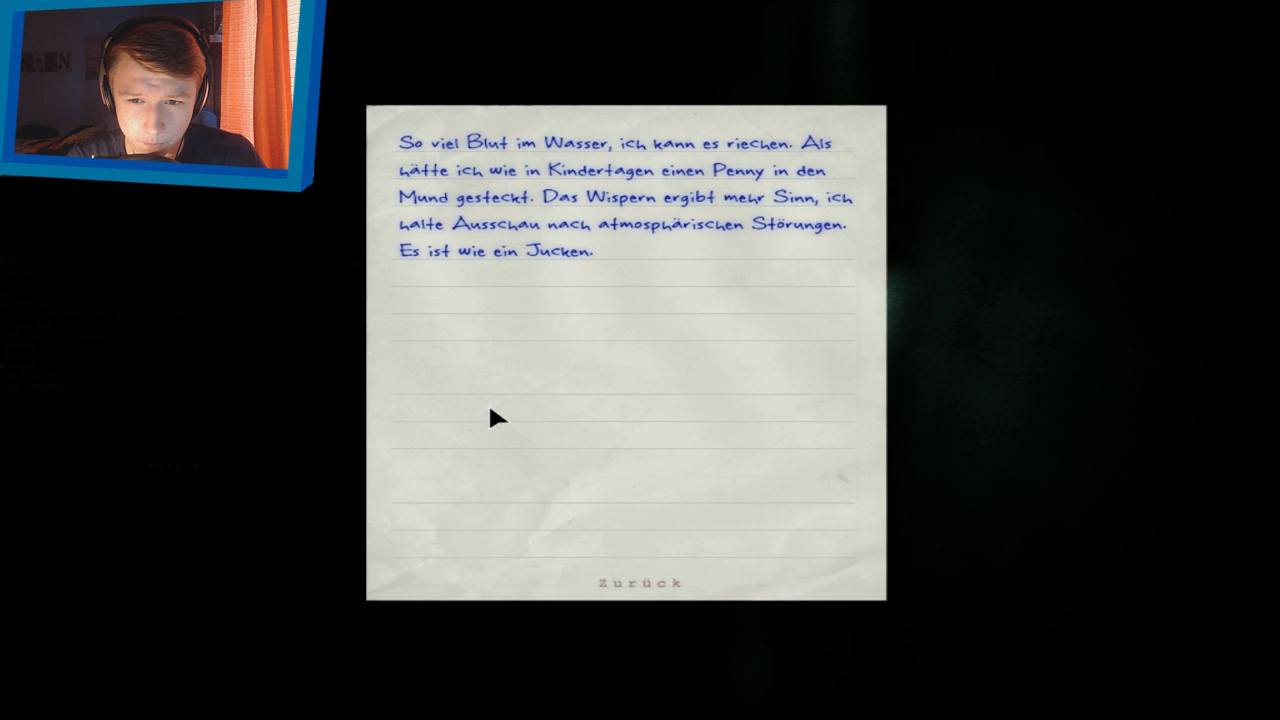 So viel Blut im Wasser, ich kann es riechen. Als
hätte ich wie in Kindertagen einen Penny in den
Mund gesteckt. Das Wispern ergibt mehr Sinn, ich
halte Ausschau nach atmosphärischen Störungen.
Es ist wie ein Jucken.
Zurück